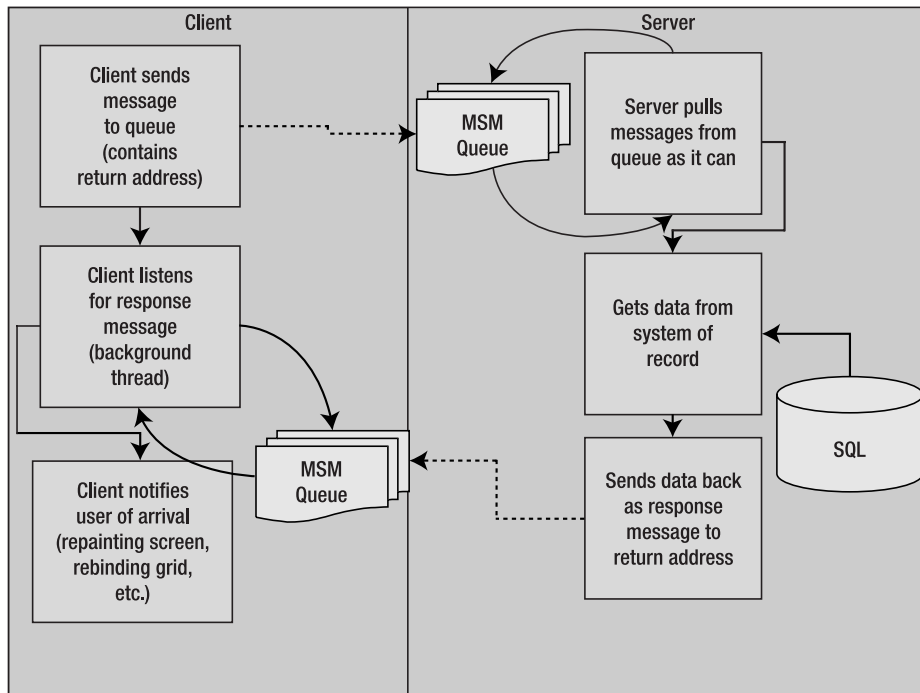 Client
Client sends
message
to queue
(contains
return address)
Client listens
for response
message
(background
thread)
Client notifies
user of arrival
(repainting screen,
rebinding grid,
etc.)
MSM
Queue
Server
MSM
Queue
Server pulls
messages from
queue as it can
Gets data from
system of
record
SQL
Sends data back
as response
message to
return address